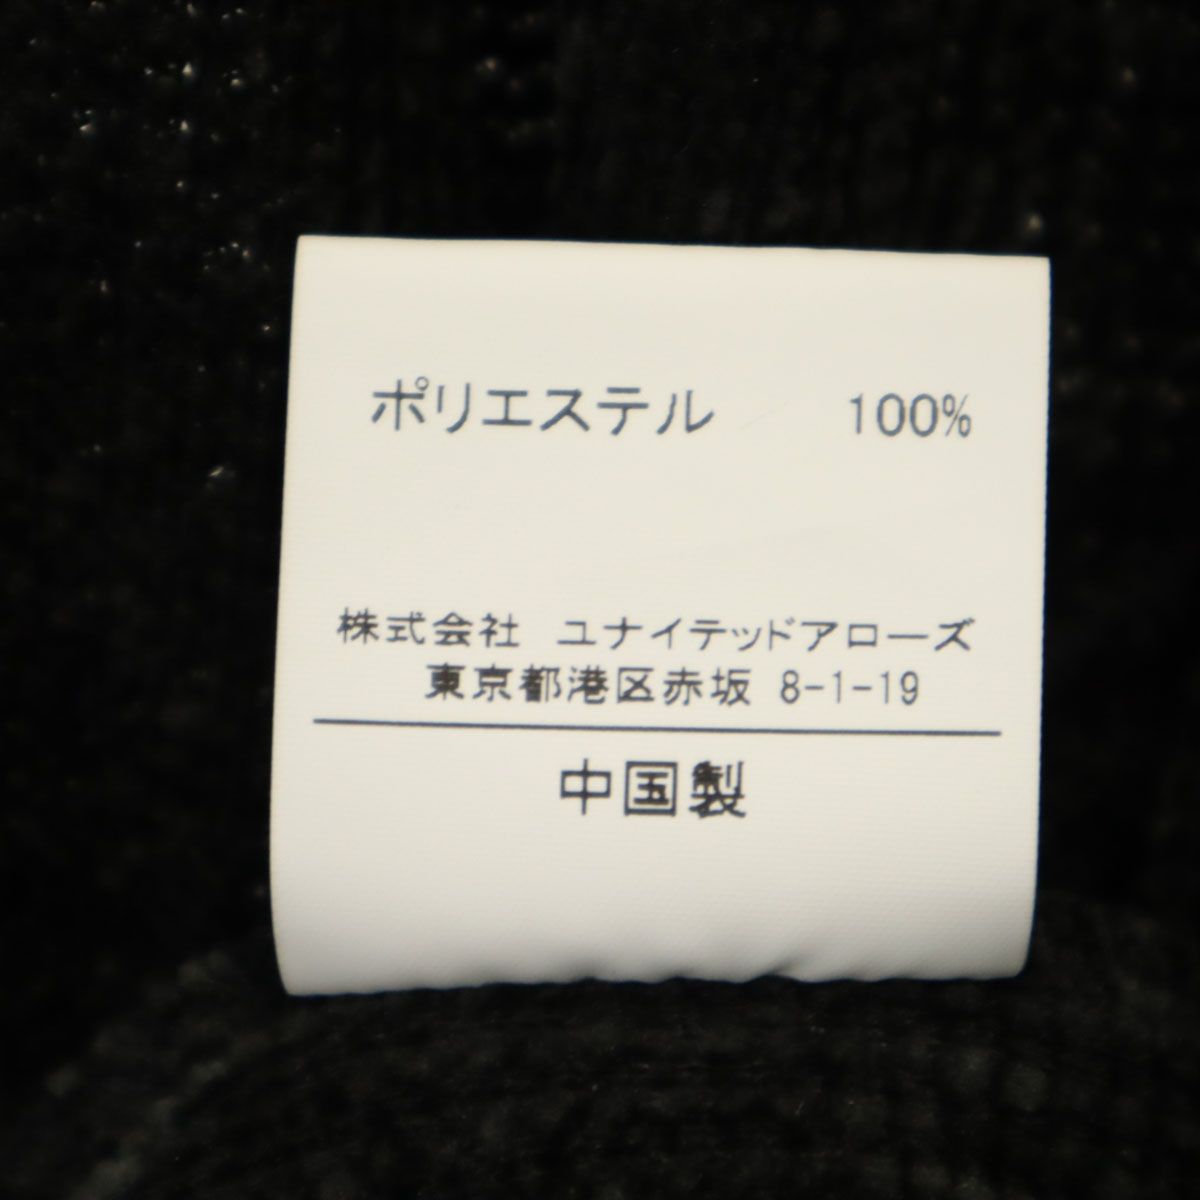 ポリエステル 100%
株式会社 ユナイテッドアローズ
東京都港区赤坂 8-1-19
中国製